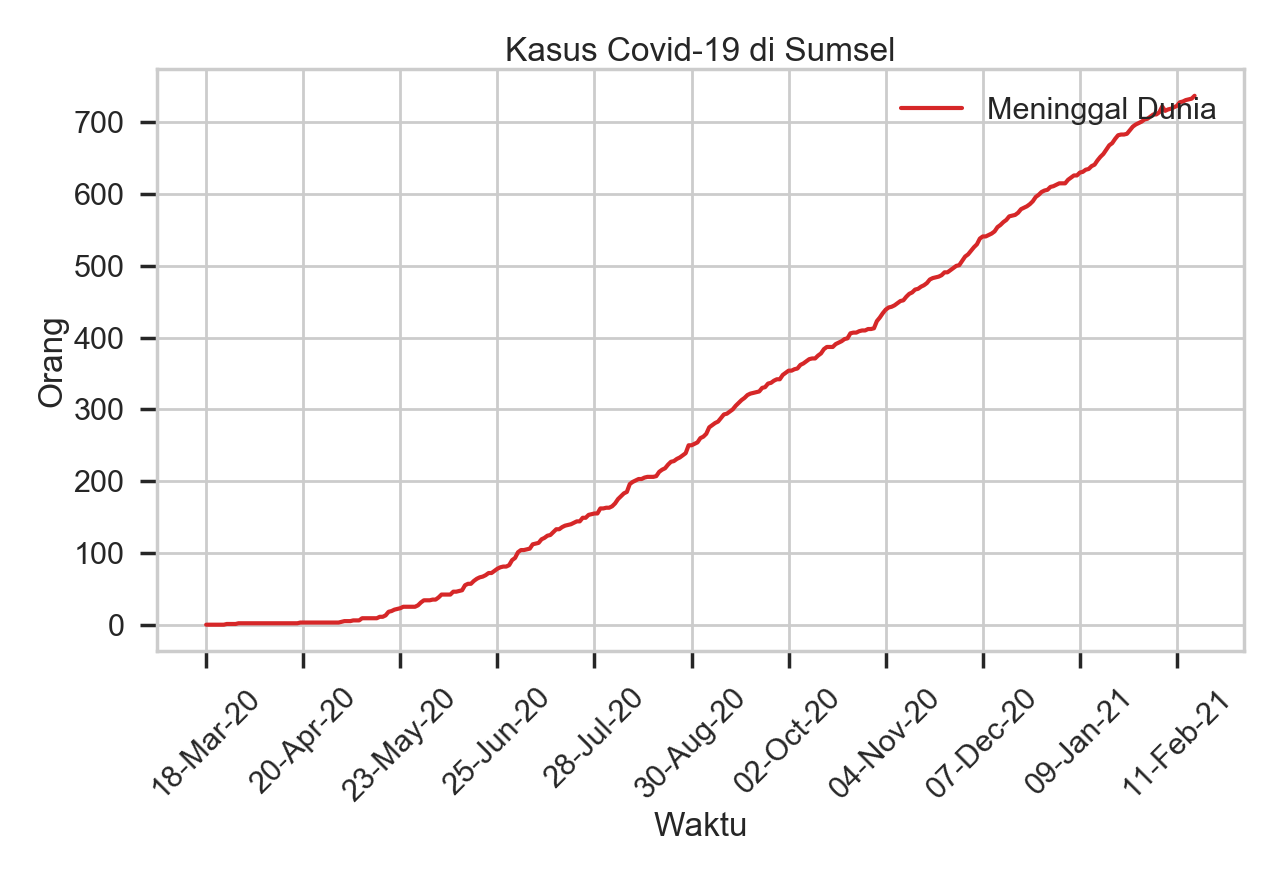 Kasus Covid-19 di Sumsel
Meninggal Dunia
700
600
500
400
300
200
100
0
Orang
18-Mar-20
20-Apr-20
23-May-20
25-Jun-20
28-Jul-20
30-Aug-20
02-Oct-20
04-Nov-20
07-Dec-20
09-Jan-21
11-Feb-21
Waktu